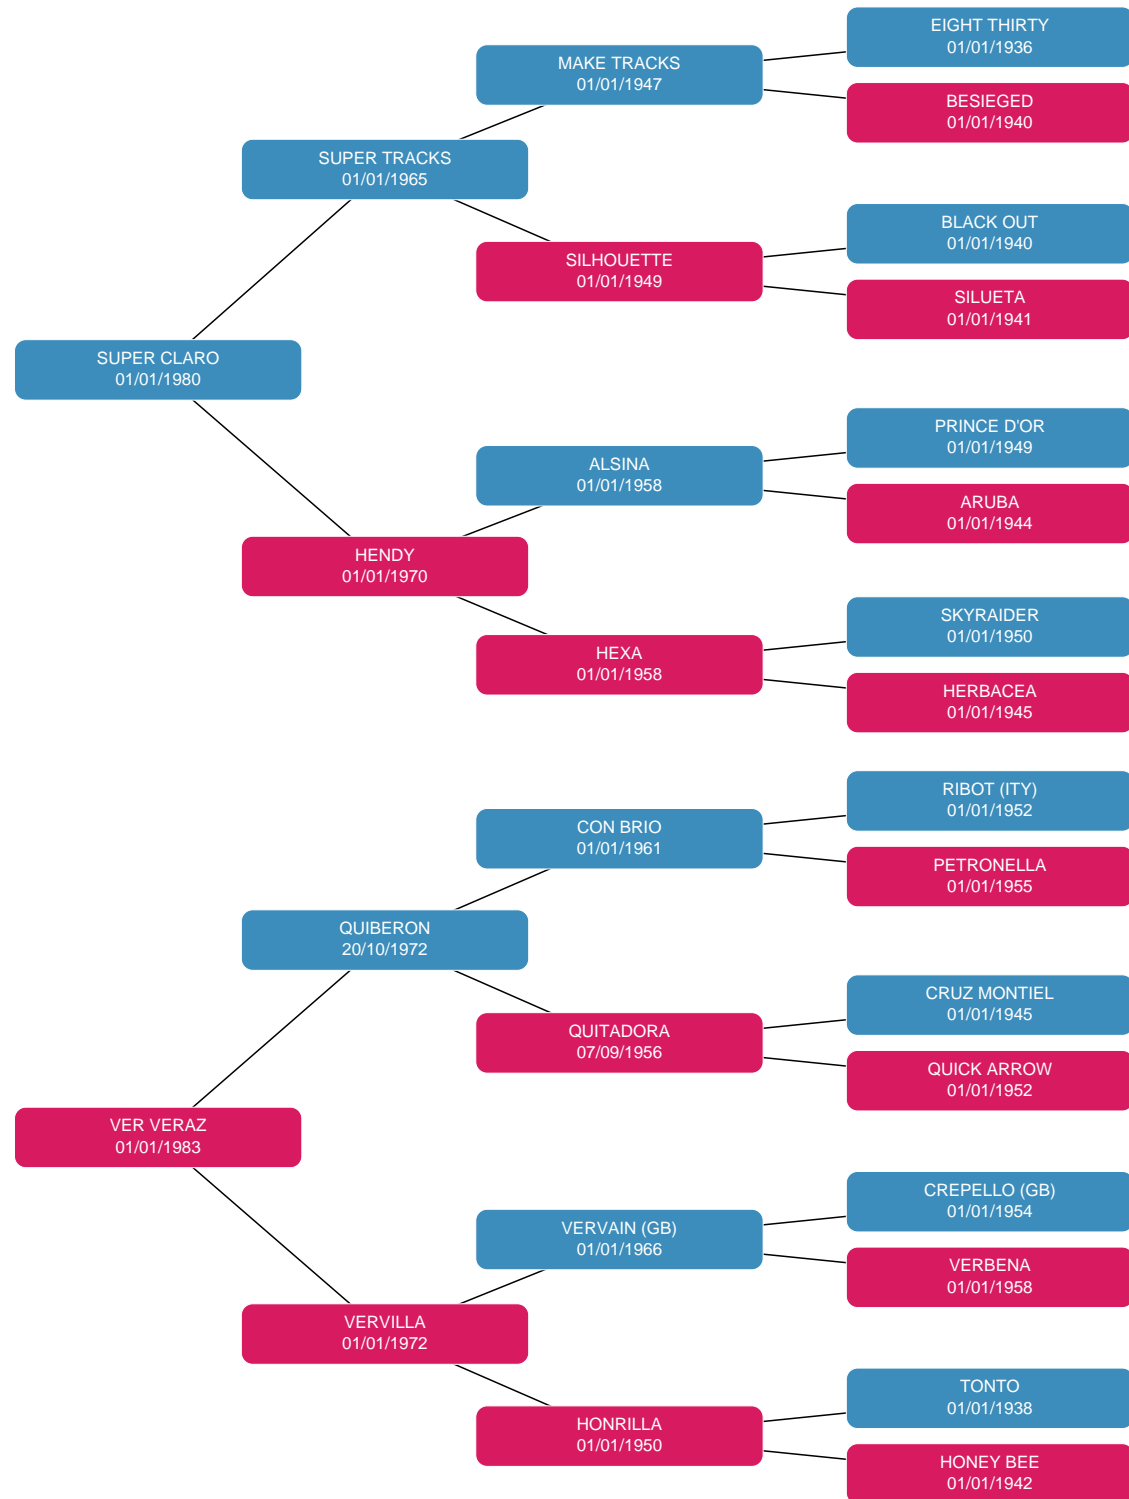 EIGHT THIRTY
01/01/1936
MAKE TRACKS
01/01/1947
BESIEGED
01/01/1940
SUPER TRACKS
01/01/1965
BLACK OUT
01/01/1940
SILHOUETTE
01/01/1949
SILUETA
01/01/1941
SUPER CLARO
01/01/1980
PRINCE D'OR
01/01/1949
ALSINA
01/01/1958
ARUBA
01/01/1944
HENDY
01/01/1970
SKYRAIDER
01/01/1950
HEXA
01/01/1958
HERBACEA
01/01/1945
RIBOT (ITY)
01/01/1952
CON BRIO
01/01/1961
PETRONELLA
01/01/1955
QUIBERON
20/10/1972
CRUZ MONTIEL
01/01/1945
QUITADORA
07/09/1956
QUICK ARROW
01/01/1952
VER VERAZ
01/01/1983
CREPELLO (GB)
01/01/1954
VERVAIN (GB)
01/01/1966
VERBENA
01/01/1958
VERVILLA
01/01/1972
TONTO
01/01/1938
HONRILLA
01/01/1950
HONEY BEE
01/01/1942